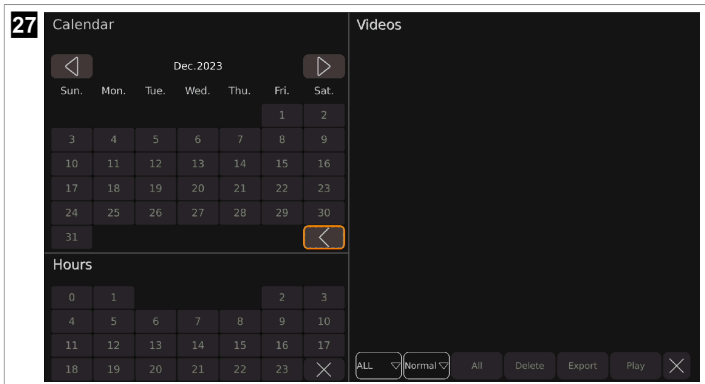 27
Calendar
Dec.2023
Sun. Mon. Tue. Wed. Thu. Fri. Sat.
1 2
3 4 5 6 7 8 9
10 11 12 13 14 15 16
17 18 19 20 21 22 23
24 25 26 27 28 29 30
31
Hours
0 1 2 3
4 5 6 7 8 9 10
11 12 13 14 15 16 17
18 19 20 21 22 23
Videos
ALL Normal All Delete Export Play